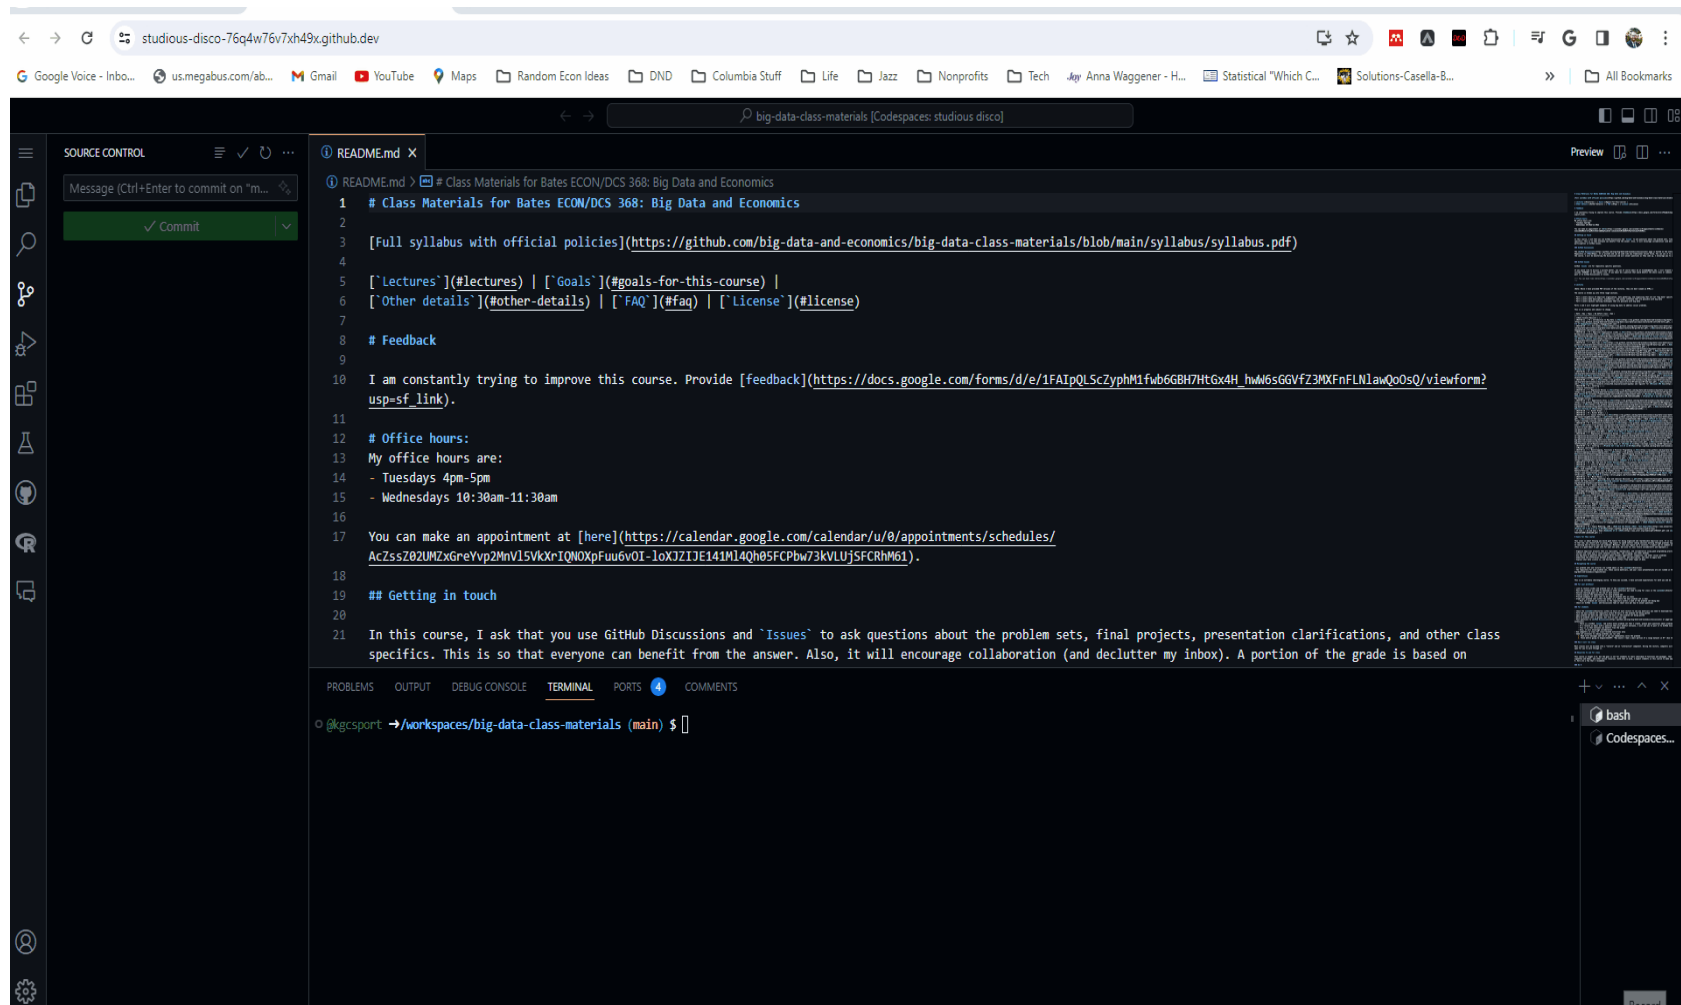 studious-disco-76q4w76v7xh49x.github.dev
Google Voice - Inbo... us.megabus.com/ab... Gmail YouTube Maps Random Econ Ideas DND Columbia Stuff Life Jazz Nonprofits Tech Anna Waggener - H... Statistical "Which C... Solutions-Casella-B... » All Bookmarks
big-data-class-materials [Codespaces: studious disco]
SOURCE CONTROL
Message (Ctrl+Enter to commit on "m...
Commit
README.md
Preview
README.md > # Class Materials for Bates ECON/DCS 368: Big Data and Economics
1 # Class Materials for Bates ECON/DCS 368: Big Data and Economics
2
3 [Full syllabus with official policies](https://github.com/big-data-and-economics/big-data-class-materials/blob/main/syllabus/syllabus.pdf)
4
5 [`Lectures`](#lectures) | [`Goals`](#goals-for-this-course) |
6 [`Other details`](#other-details) | [`FAQ`](#faq) | [`License`](#license)
7
8 # Feedback
9
10 I am constantly trying to improve this course. Provide [feedback](https://docs.google.com/forms/d/e/1FAIpQLScZyphM1fwb6GBH7HtGx4H_hwW6sGGVfZ3MXFnFLNlawQoOsQ/viewform?
usp=sf_link).
11
12 # Office hours:
13 My office hours are:
14 - Tuesdays 4pm-5pm
15 - Wednesdays 10:30am-11:30am
16
17 You can make an appointment at [here](https://calendar.google.com/calendar/u/0/appointments/schedules/
AcZssZ02UMZxGreYvp2MnVl5VkXrIQNOXpFuu6vOI-loXJZIJE141Ml4Qh05FCPbw73kVLUjSFCRhM61).
18
19 ## Getting in touch
20
21 In this course, I ask that you use GitHub Discussions and `Issues` to ask questions about the problem sets, final projects, presentation clarifications, and other class
specifics. This is so that everyone can benefit from the answer. Also, it will encourage collaboration (and declutter my inbox). A portion of the grade is based on
PROBLEMS OUTPUT DEBUG CONSOLE TERMINAL PORTS 4 COMMENTS
@kgcsport ➜/workspaces/big-data-class-materials (main) $
bash
Codespaces...